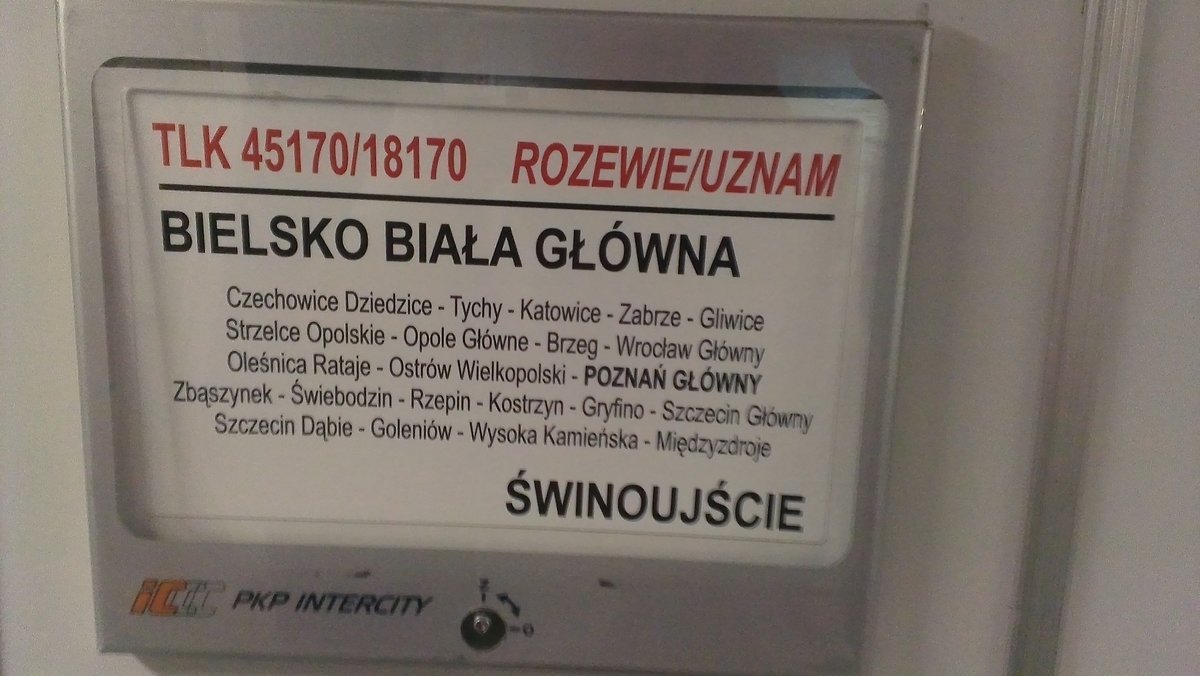 TLK 45170/18170 ROZEWIE/UZNAM
BIELSKO BIAŁA GŁÓWNA
Czechowice Dziedzice - Tychy - Katowice - Zabrze - Gliwice
Strzelce Opolskie - Opole Główne - Brzeg - Wrocław Główny
Oleśnica Rataje - Ostrów Wielkopolski - POZNAŃ GŁÓWNY
Zbąszynek - Świebodzin - Rzepin - Kostrzyn - Gryfino - Szczecin Główny
Szczecin Dąbie - Goleniów - Wysoka Kamieńska - Międzyzdroje
ŚWINOUJŚCIE
PKP INTERCITY